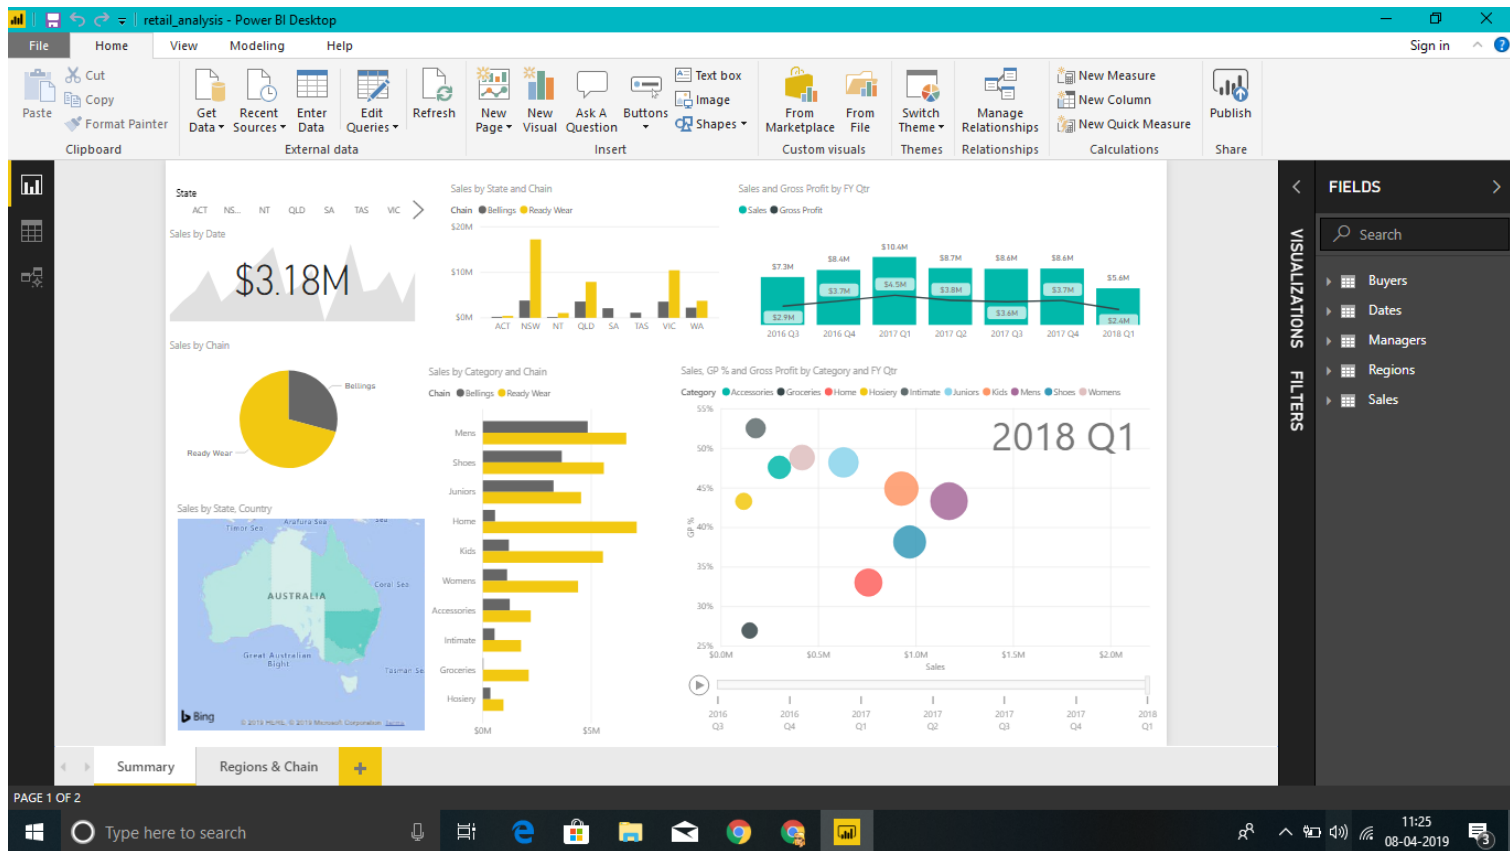 retail_analysis - Power BI Desktop
File Home View Modeling Help Sign in
Cut
Copy
Format Painter
Paste
Clipboard
Get Data
Recent Sources
Enter Data
Edit Queries
Refresh
External data
New Page
New Visual
Ask A Question
Buttons
Text box
Image
Shapes
Insert
From Marketplace
From File
Custom visuals
Switch Theme
Themes
Manage Relationships
Relationships
New Measure
New Column
New Quick Measure
Calculations
Publish
Share
State
ACT NS... NT QLD SA TAS VIC
Sales by Date
$3.18M
Sales by State and Chain
Chain Bellings Ready Wear
$20M
$10M
$0M
ACT NSW NT QLD SA TAS VIC WA
Sales and Gross Profit by FY Qtr
Sales Gross Profit
$7.3M $8.4M $10.4M $8.7M $8.6M $8.6M $5.6M
$2.9M $3.7M $4.5M $3.8M $3.6M $3.7M $2.4M
2016 Q3 2016 Q4 2017 Q1 2017 Q2 2017 Q3 2017 Q4 2018 Q1
Sales by Chain
Bellings
Ready Wear
Sales by Category and Chain
Chain Bellings Ready Wear
Mens
Shoes
Juniors
Home
Kids
Womens
Accessories
Intimate
Groceries
Hosiery
$0M $5M
Sales, GP % and Gross Profit by Category and FY Qtr
Category Accessories Groceries Home Hosiery Intimate Juniors Kids Mens Shoes Womens
2018 Q1
55%
50%
45%
40%
35%
30%
25%
GP %
$0.0M $0.5M $1.0M $1.5M $2.0M
Sales
2016 Q3 2016 Q4 2017 Q1 2017 Q2 2017 Q3 2017 Q4 2018 Q1
Sales by State, Country
Timor Sea
Arafura Sea
Coral Sea
AUSTRALIA
Great Australian
Bight
Tasman Se
Bing
Terms
VISUALIZATIONS
FILTERS
FIELDS
Search
Buyers
Dates
Managers
Regions
Sales
Summary Regions & Chain
PAGE 1 OF 2
Type here to search
11:25
08-04-2019
3